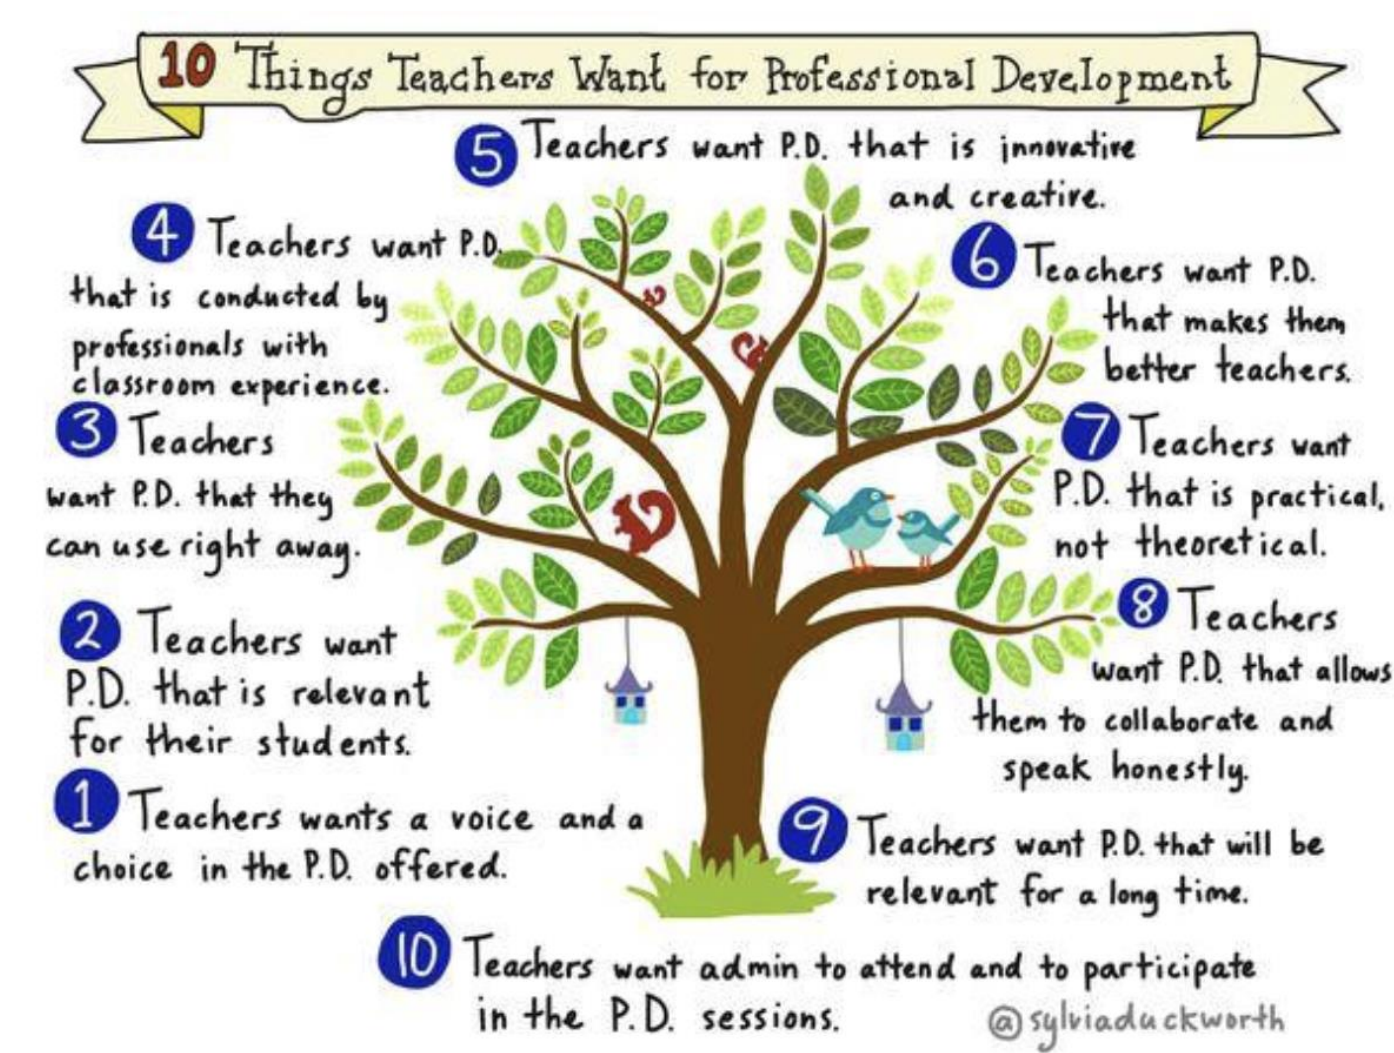 10 Things Teachers Want for Professional Development
5 Teachers want P.D. that is innovative
and creative.
4 Teachers want P.D.
that is conducted by
professionals with
classroom experience.
3 Teachers
want P.D. that they
can use right away.
2 Teachers want
P.D. that is relevant
for their students.
1 Teachers wants a voice and a
choice in the P.D. offered.
6 Teachers want P.D.
that makes them
better teachers.
7 Teachers want
P.D. that is practical,
not theoretical.
8 Teachers
want P.D. that allows
them to collaborate and
speak honestly.
9 Teachers want P.D. that will be
relevant for a long time.
10 Teachers want admin to attend and to participate
in the P.D. sessions.
@sylviaduckworth